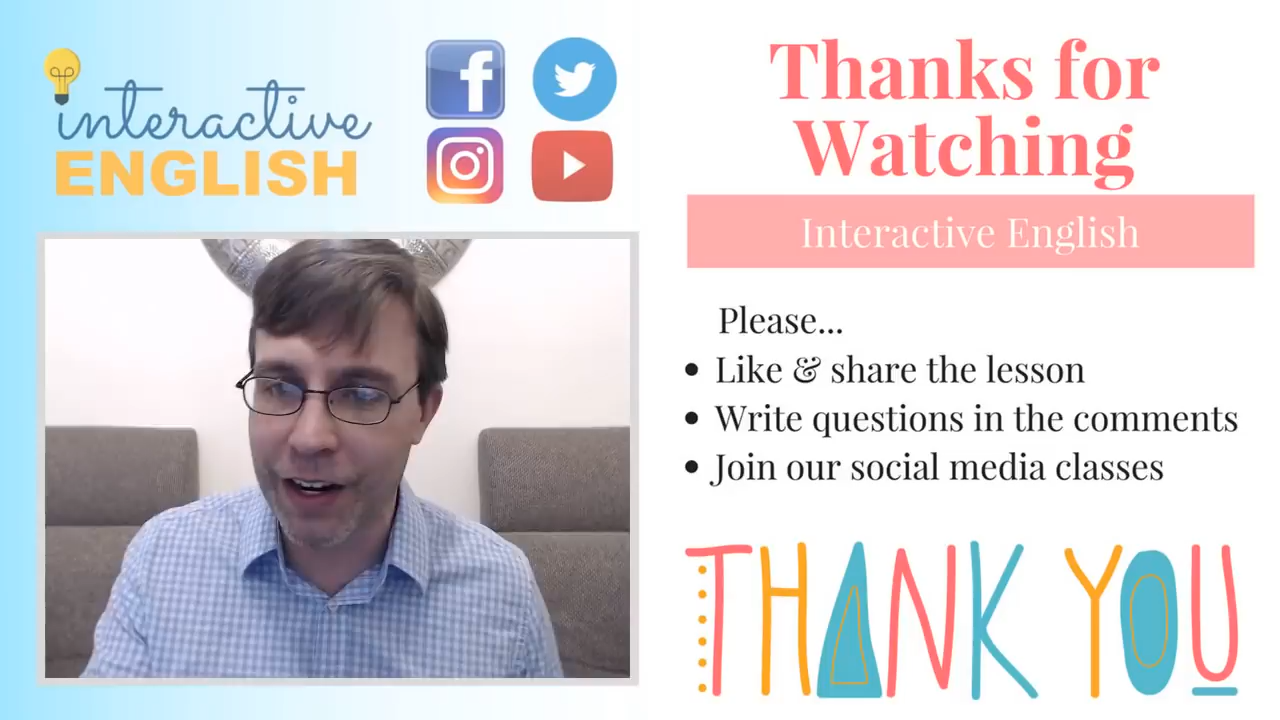 interactive
ENGLISH
Thanks for
Watching
Interactive English
Please...
Like & share the lesson
Write questions in the comments
Join our social media classes
THANK YOU